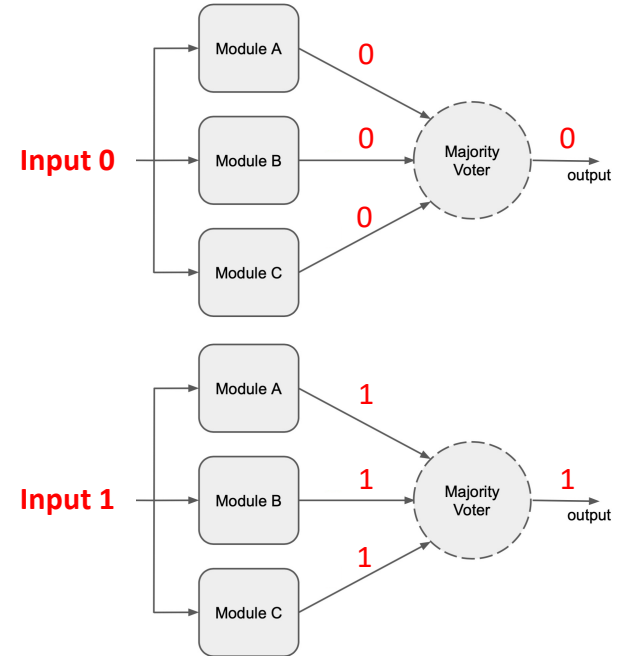 Module A
0
Input 0
Module B
0
Majority
Voter
0
output
0
Module C
Module A
1
Input 1
Module B
1
Majority
Voter
1
output
1
Module C